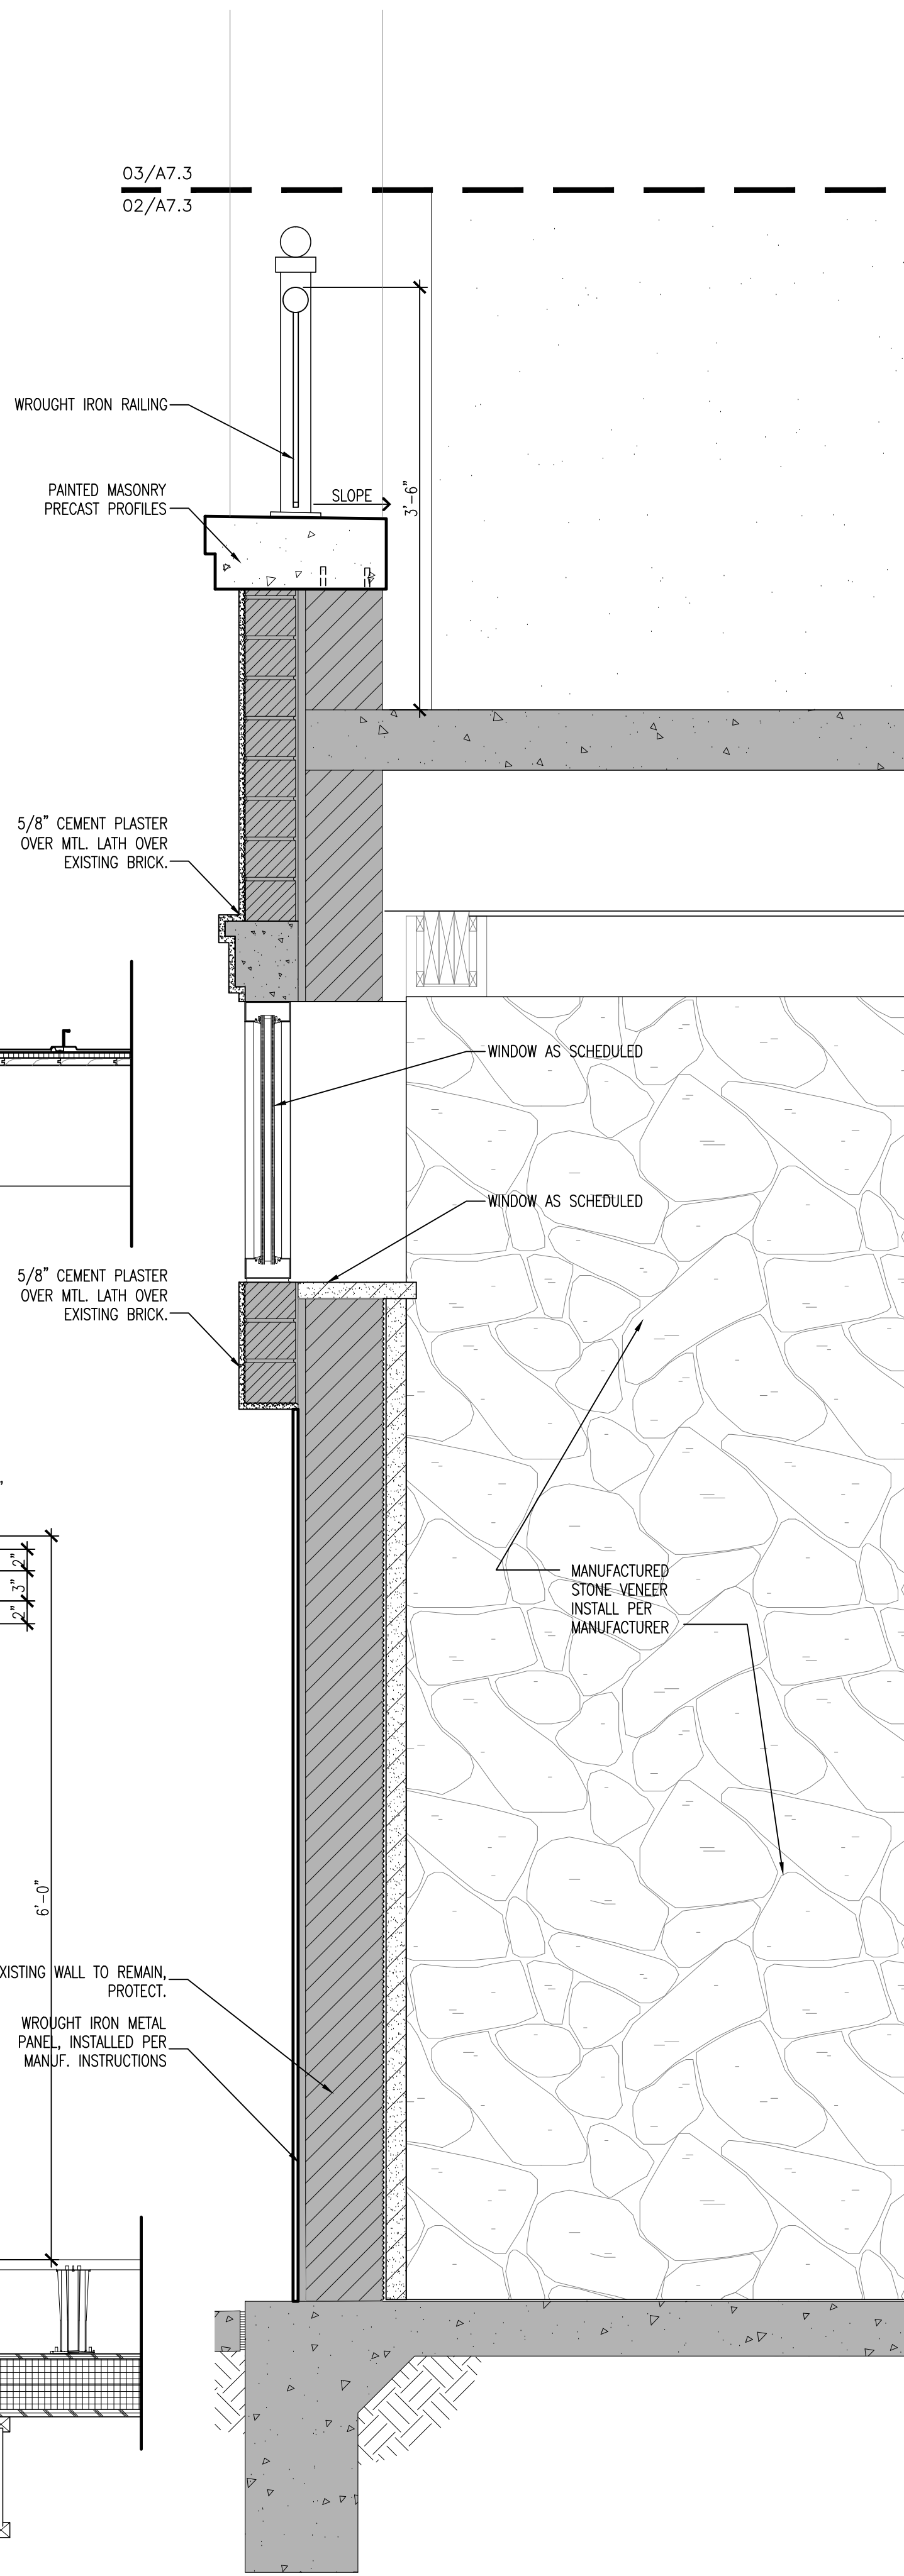 03/A7.3
02/A7.3
WROUGHT IRON RAILING
PAINTED MASONRY
PRECAST PROFILES
SLOPE
3'-6"
5/8" CEMENT PLASTER
OVER MTL. LATH OVER
EXISTING BRICK.
WINDOW AS SCHEDULED
WINDOW AS SCHEDULED
5/8" CEMENT PLASTER
OVER MTL. LATH OVER
EXISTING BRICK.
"
2"
3"
2"
MANUFACTURED
STONE VENEER
INSTALL PER
MANUFACTURER
6'-0"
XISTING WALL TO REMAIN,
PROTECT.
WROUGHT IRON METAL
PANEL, INSTALLED PER
MANUF. INSTRUCTIONS